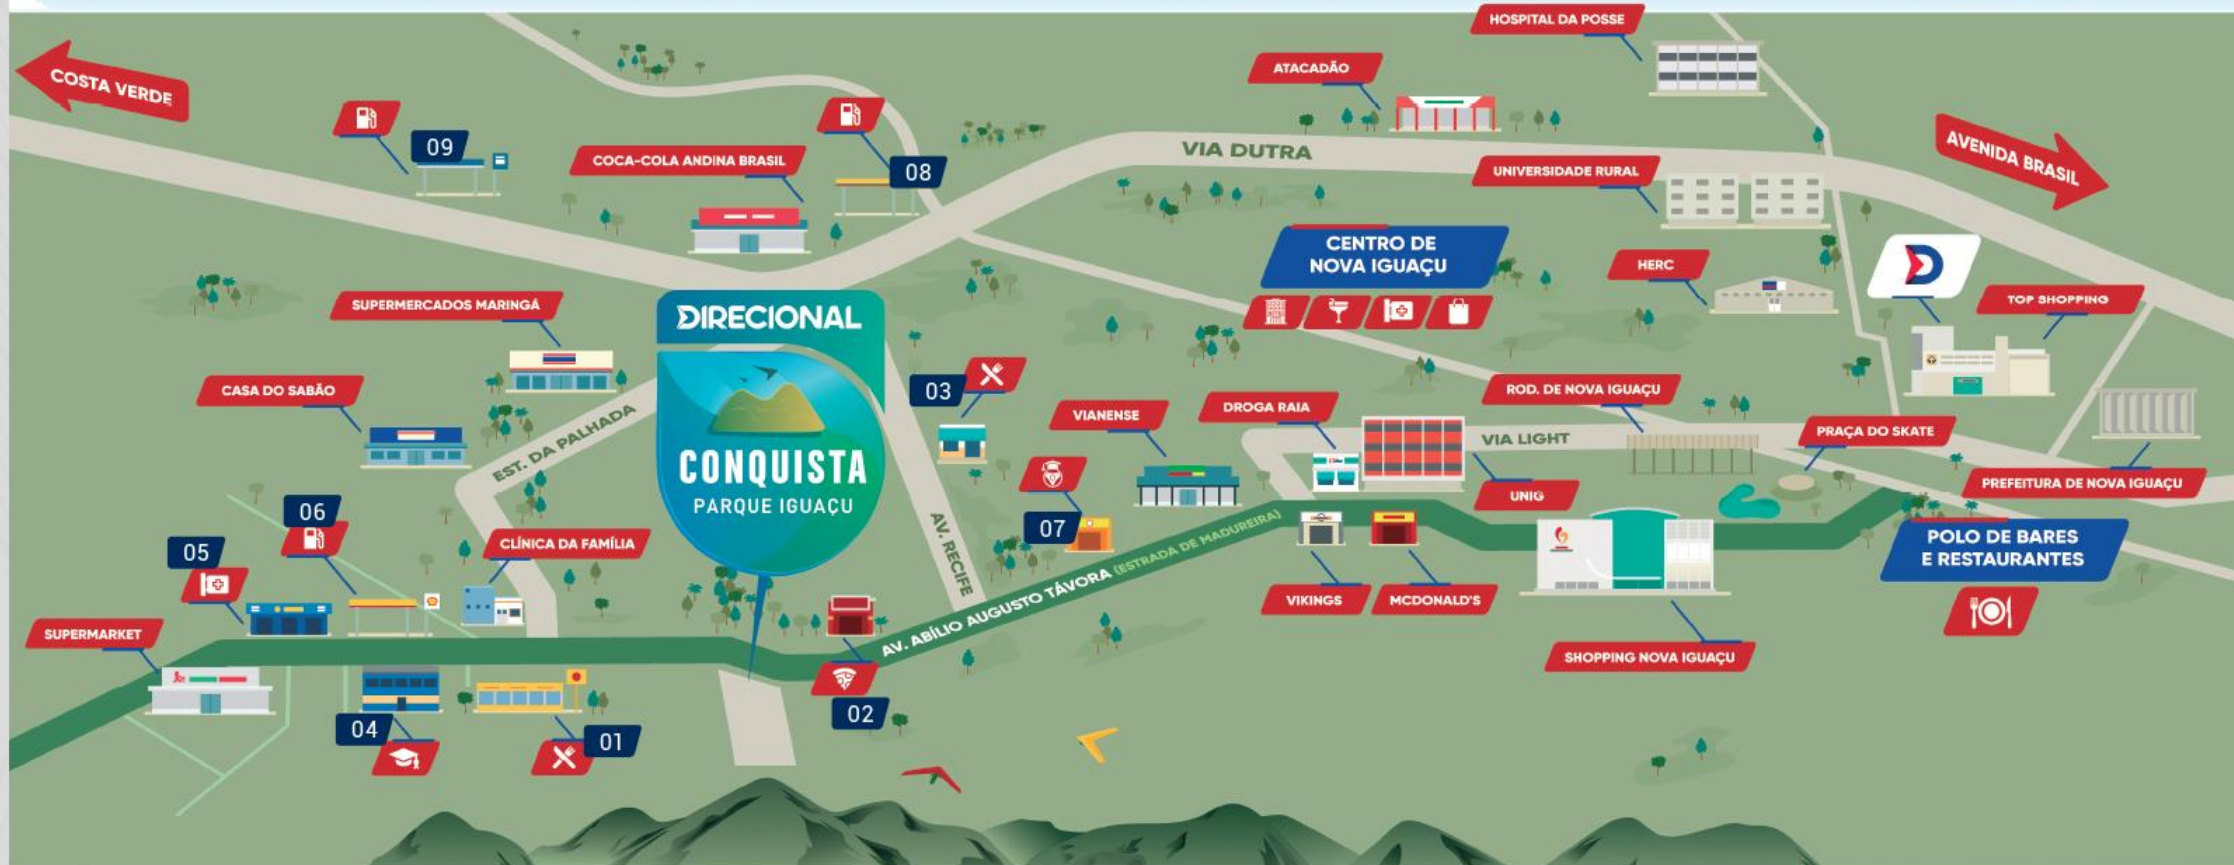 HOSPITAL DA POSSE
ATACADÃO
COSTA VERDE
AVENIDA BRASIL
09
08
COCA-COLA ANDINA BRASIL
VIA DUTRA
UNIVERSIDADE RURAL
CENTRO DE
NOVA IGUAÇU
HERC
TOP SHOPPING
SUPERMERCADOS MARINGÁ
DIRECIONAL
CONQUISTA
PARQUE IGUAÇU
CASA DO SABÃO
EST. DA PALHADA
03
VIANENSE
DROGA RAIA
ROD. DE NOVA IGUAÇU
VIA LIGHT
PRAÇA DO SKATE
PREFEITURA DE NOVA IGUAÇU
UNIG
06
05
CLÍNICA DA FAMÍLIA
AV. RECIFE
07
AV. ABÍLIO AUGUSTO TÁVORA (ESTRADA DE MADUREIRA)
POLO DE BARES
E RESTAURANTES
VIKINGS
MCDONALD'S
SUPERMARKET
SHOPPING NOVA IGUAÇU
04
01
02